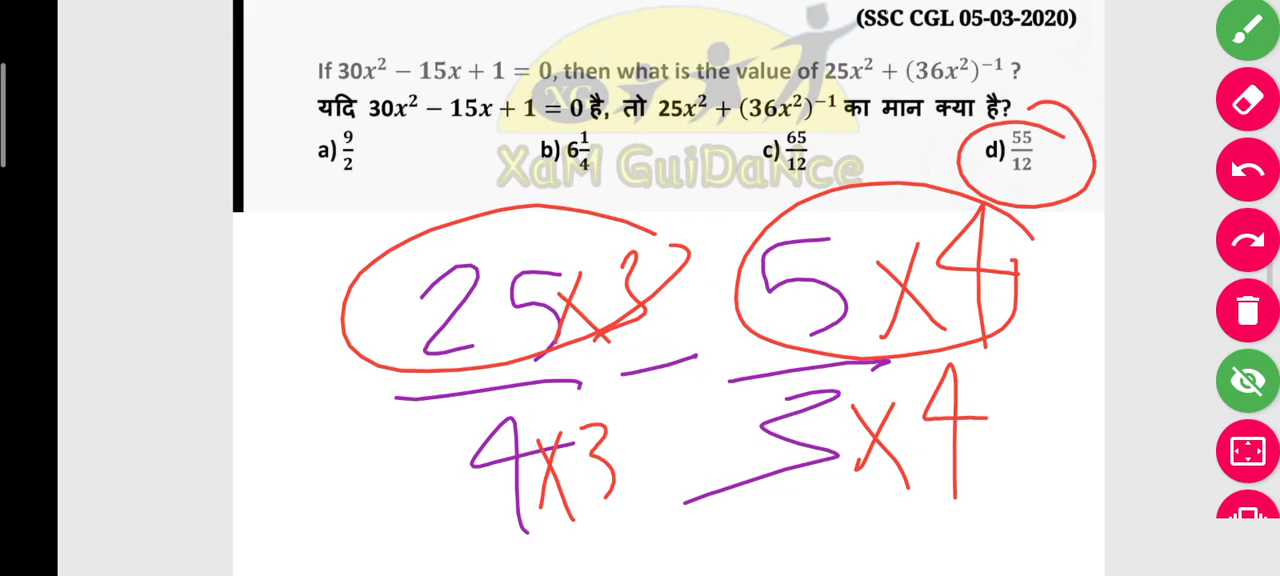 (SSC CGL 05-03-2020)
If 30x² − 15x + 1 = 0, then what is the value of 25x² + (36x²)⁻¹ ?
यदि 30x² − 15x + 1 = 0 है, तो 25x² + (36x²)⁻¹ का मान क्या है?
a) 9/2 b) 6 1/4 c) 65/12 d) 55/12
XC
XaM GuiDaNce
25x3 − 5x4
4x3 3x4